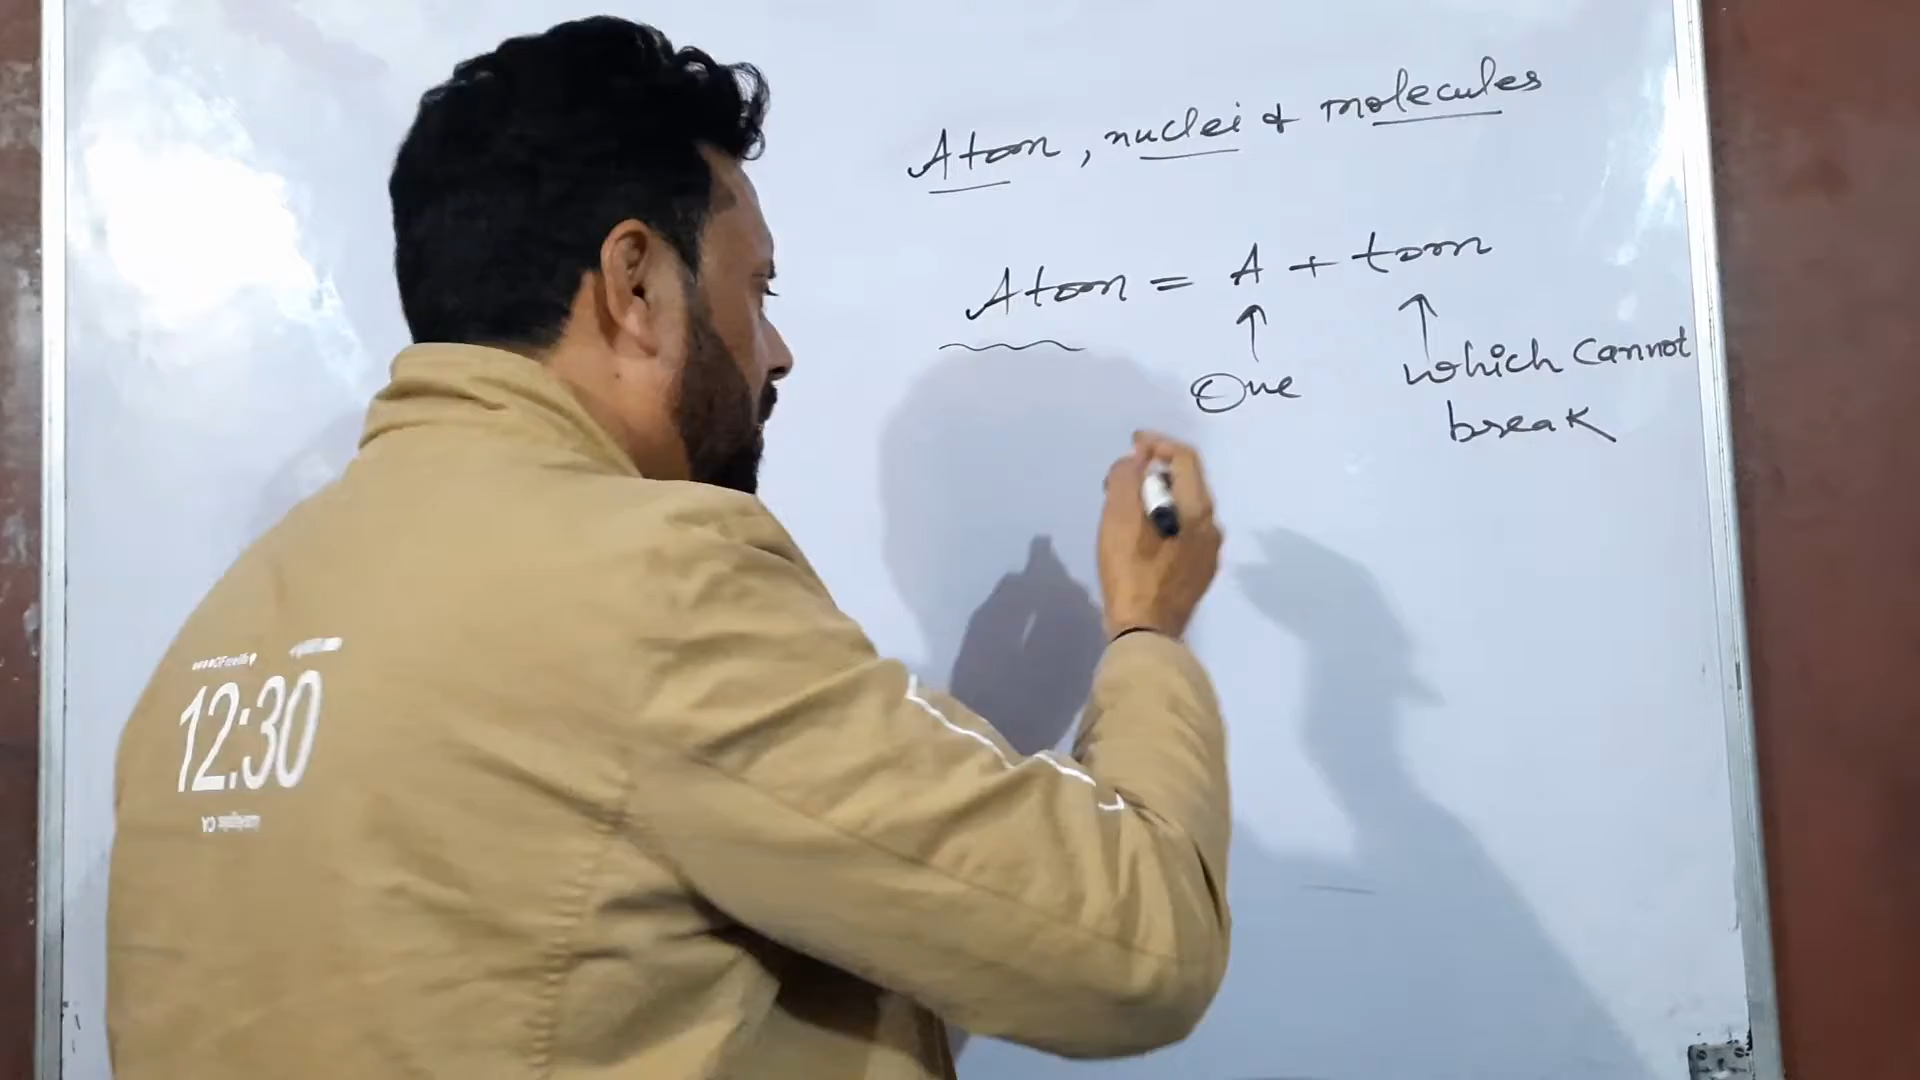 Atom, nuclei & molecules
Atom = A + tom
One
which cannot
break
12:30